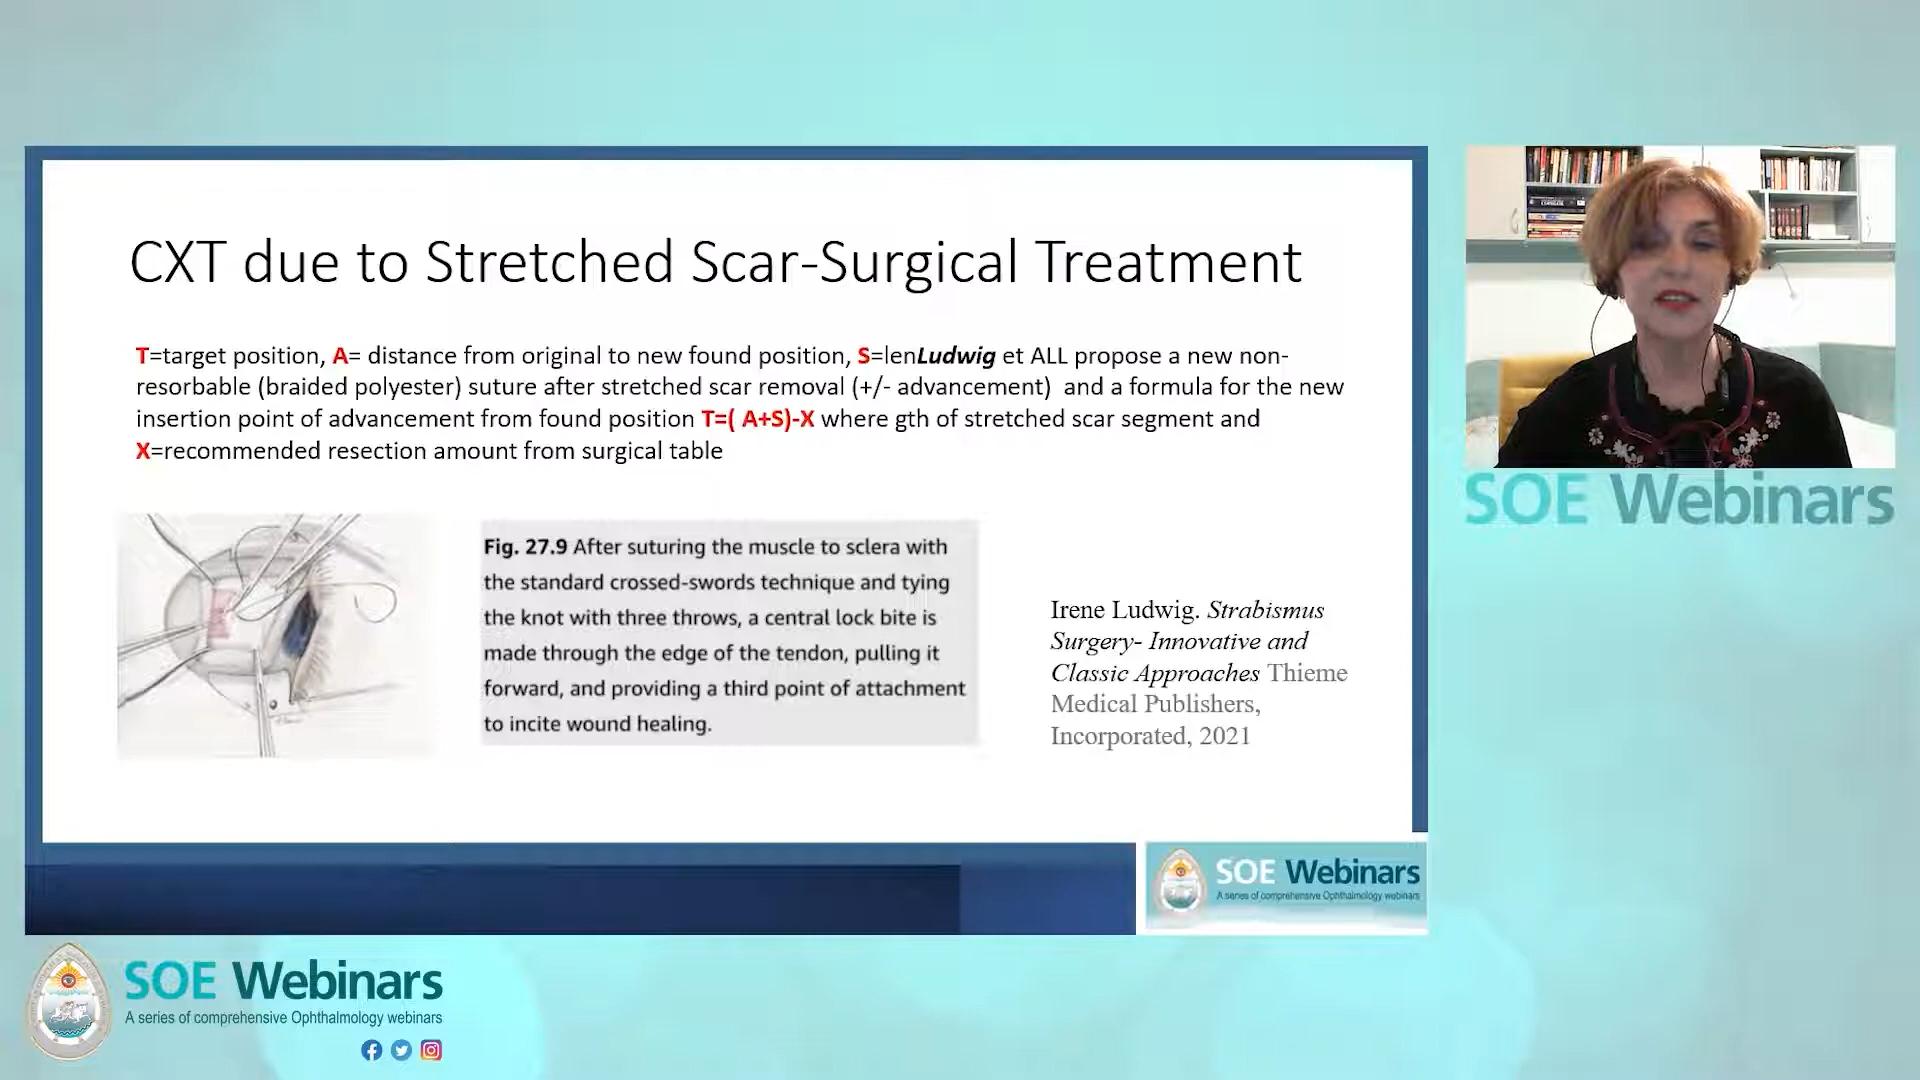 CXT due to Stretched Scar-Surgical Treatment
T=target position, A= distance from original to new found position, S=lenLudwig et ALL propose a new non-
resorbable (braided polyester) suture after stretched scar removal (+/- advancement) and a formula for the new
insertion point of advancement from found position T=( A+S)-X where gth of stretched scar segment and
X=recommended resection amount from surgical table
Fig. 27.9 After suturing the muscle to sclera with
the standard crossed-swords technique and tying
the knot with three throws, a central lock bite is
made through the edge of the tendon, pulling it
forward, and providing a third point of attachment
to incite wound healing.
Irene Ludwig. Strabismus
Surgery- Innovative and
Classic Approaches Thieme
Medical Publishers,
Incorporated, 2021
SOE Webinars
SOE Webinars
A series of comprehensive Ophthalmology webinars
SOE Webinars
A series of comprehensive Ophthalmology webinars